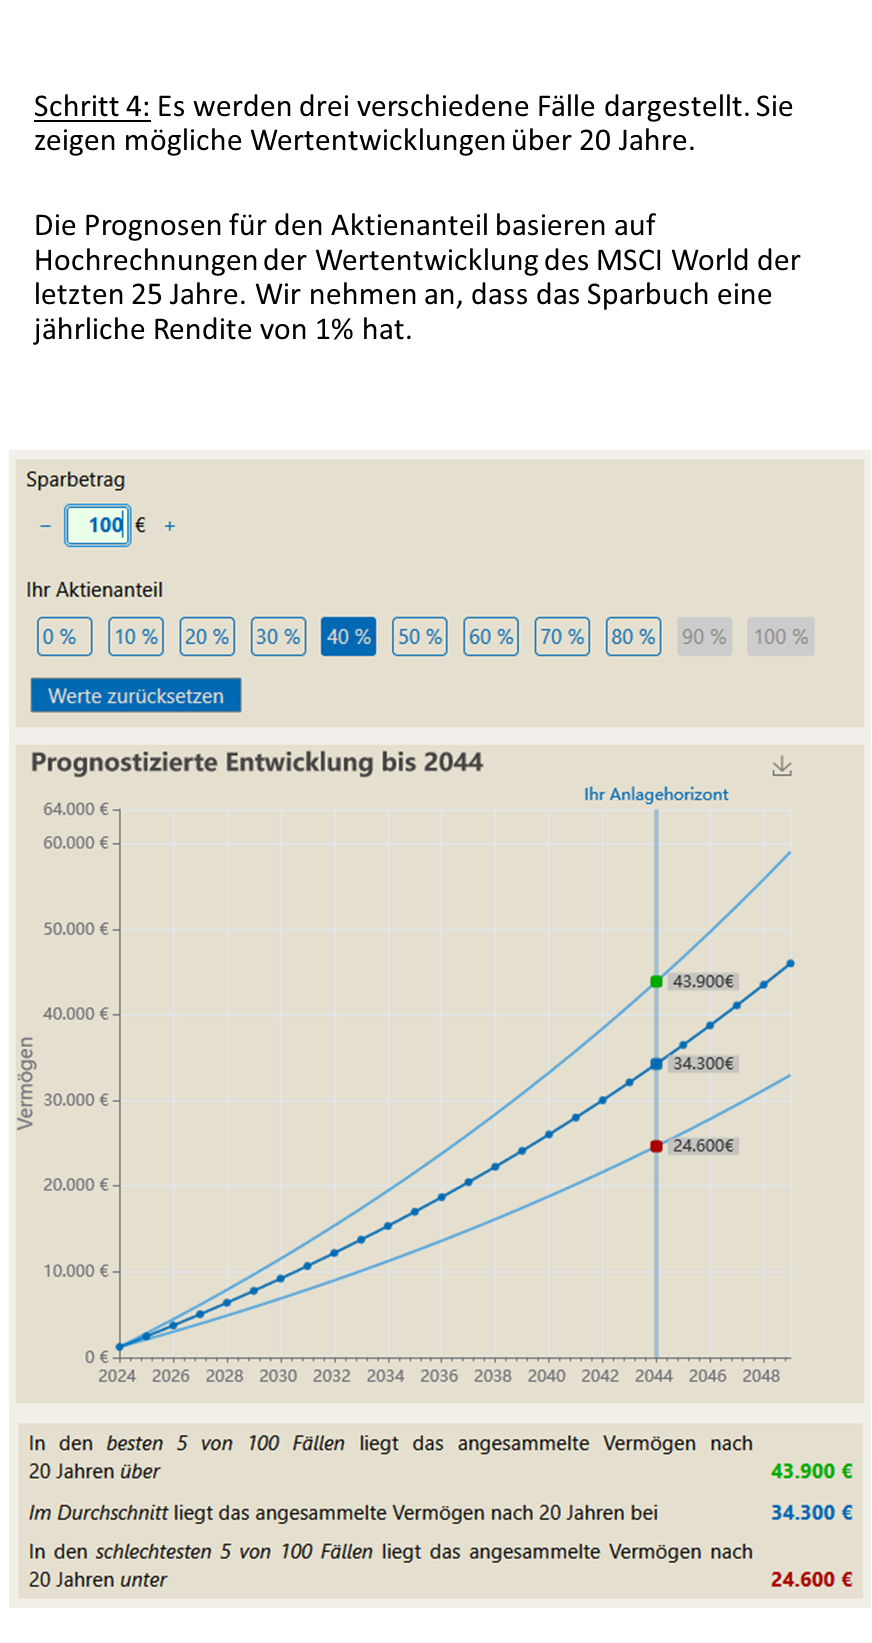 Schritt 4: Es werden drei verschiedene Fälle dargestellt. Sie
zeigen mögliche Wertentwicklungen über 20 Jahre.
Die Prognosen für den Aktienanteil basieren auf
Hochrechnungen der Wertentwicklung des MSCI World der
letzten 25 Jahre. Wir nehmen an, dass das Sparbuch eine
jährliche Rendite von 1% hat.
Sparbetrag
− 100 € +
Ihr Aktienanteil
0 % 10 % 20 % 30 % 40 % 50 % 60 % 70 % 80 % 90 % 100 %
Werte zurücksetzen
Prognostizierte Entwicklung bis 2044
Ihr Anlagehorizont
64.000 €
60.000 €
50.000 €
43.900€
40.000 €
34.300€
Vermögen
30.000 €
24.600€
20.000 €
10.000 €
0 €
2024 2026 2028 2030 2032 2034 2036 2038 2040 2042 2044 2046 2048
In den besten 5 von 100 Fällen liegt das angesammelte Vermögen nach
20 Jahren über 43.900 €
Im Durchschnitt liegt das angesammelte Vermögen nach 20 Jahren bei 34.300 €
In den schlechtesten 5 von 100 Fällen liegt das angesammelte Vermögen nach
20 Jahren unter 24.600 €